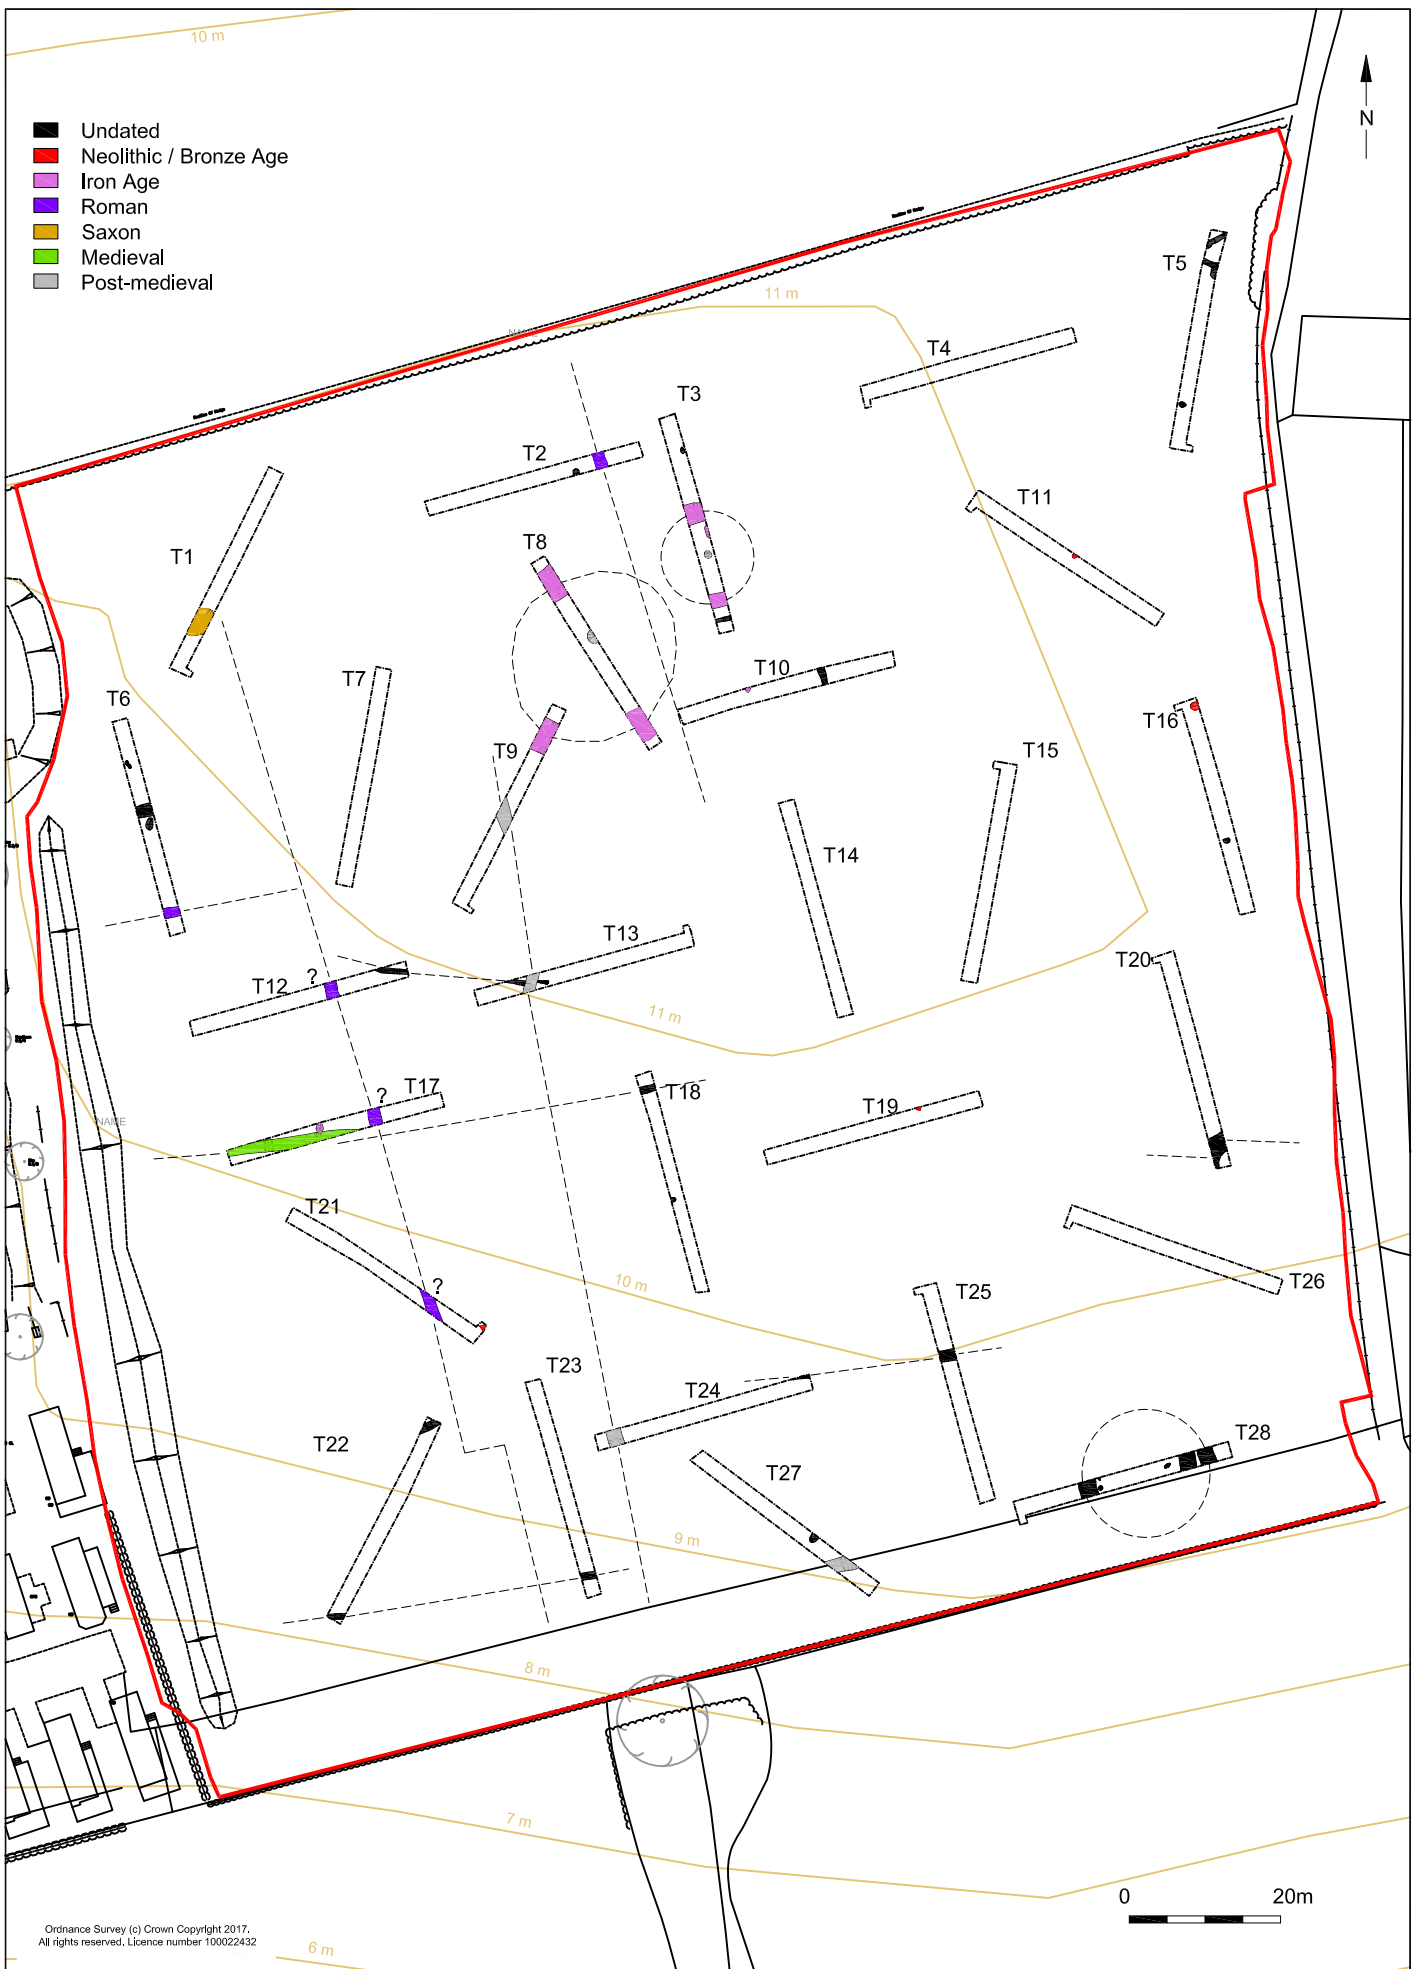 10 m
N
Undated
Neolithic / Bronze Age
Iron Age
Roman
Saxon
Medieval
Post-medieval
T5
11 m
NAME
T4
T3
T2
T11
T8
T1
T10
T7
T6
T16
T9
T15
T14
T13
T20
?
T12
11 m
?
T17
T18
T19
NAME
T21
10 m
?
T26
T25
T23
T24
T28
T22
T27
9 m
8 m
7 m
0 20m
Ordnance Survey (c) Crown Copyright 2017.
All rights reserved. Licence number 100022432
6 m